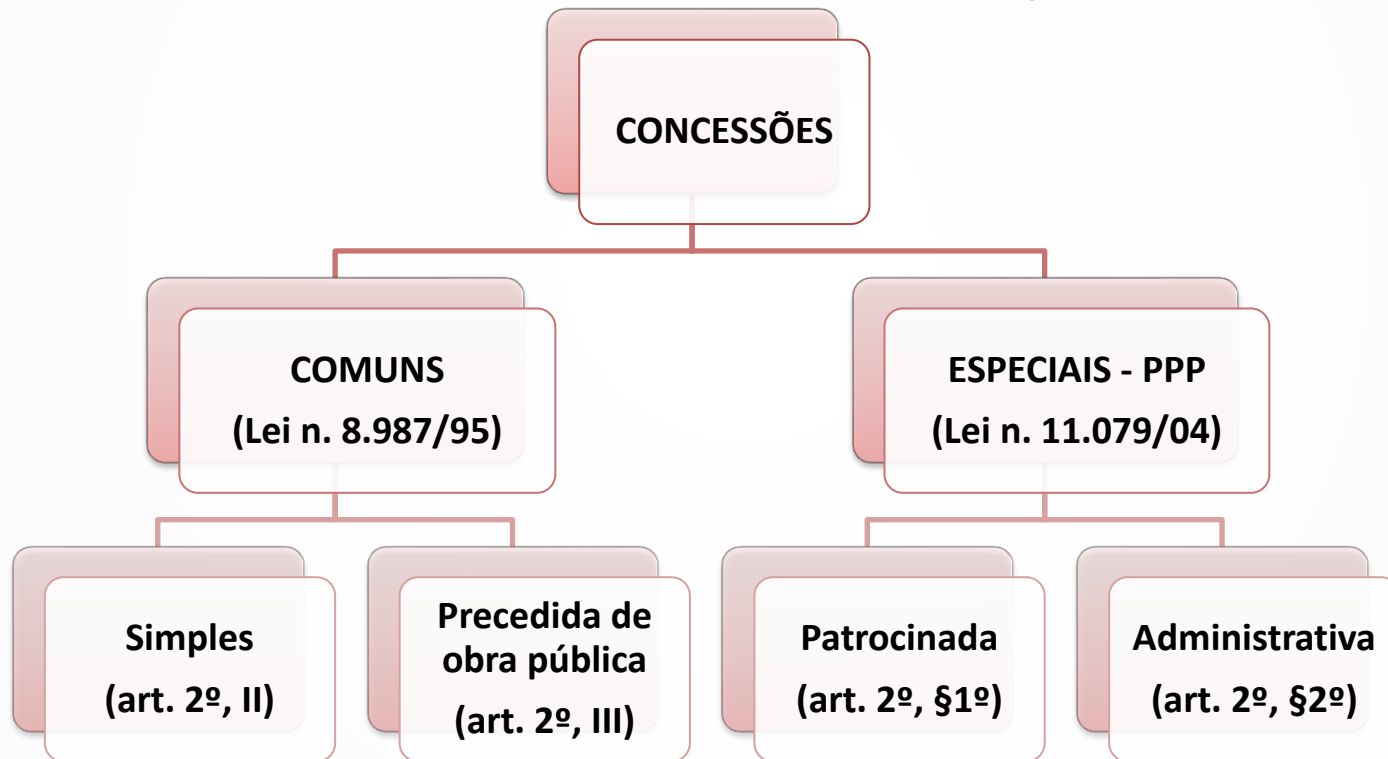 CONCESSÕES
COMUNS
(Lei n. 8.987/95)
ESPECIAIS - PPP
(Lei n. 11.079/04)
Simples
(art. 2º, II)
Precedida de
obra pública
(art. 2º, III)
Patrocinada
(art. 2º, §1º)
Administrativa
(art. 2º, §2º)